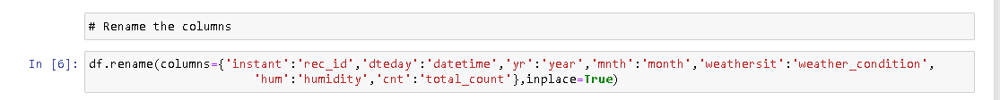 # Rename the columns
In [6]: df.rename(columns={'instant':'rec_id','dteday':'datetime','yr':'year','mnth':'month','weathersit':'weather_condition',
'hum':'humidity','cnt':'total_count'},inplace=True)